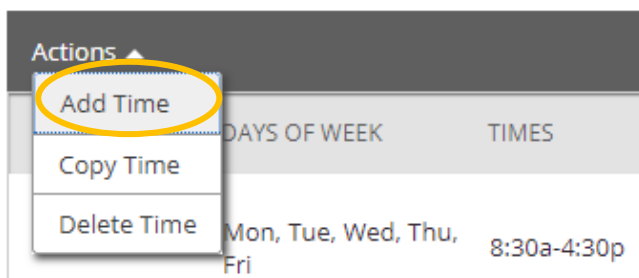 Actions
Add Time
DAYS OF WEEK TIMES
Copy Time
Delete Time
Mon, Tue, Wed, Thu, 8:30a-4:30p
Fri